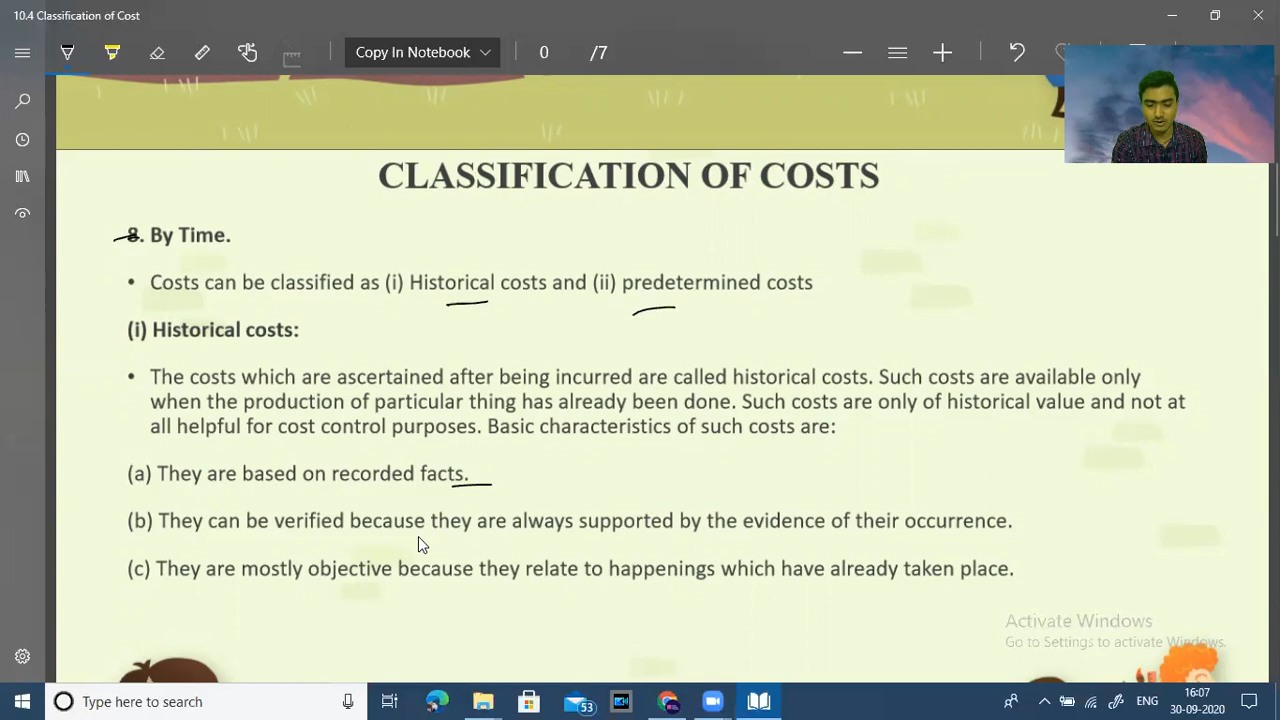 10.4 Classification of Cost
Copy In Notebook
0 /7
CLASSIFICATION OF COSTS
8. By Time.
• Costs can be classified as (i) Historical costs and (ii) predetermined costs
(i) Historical costs:
• The costs which are ascertained after being incurred are called historical costs. Such costs are available only
when the production of particular thing has already been done. Such costs are only of historical value and not at
all helpful for cost control purposes. Basic characteristics of such costs are:
(a) They are based on recorded facts.
(b) They can be verified because they are always supported by the evidence of their occurrence.
(c) They are mostly objective because they relate to happenings which have already taken place.
Activate Windows
Go to Settings to activate Windows.
Type here to search
53
ENG
16:07
30-09-2020